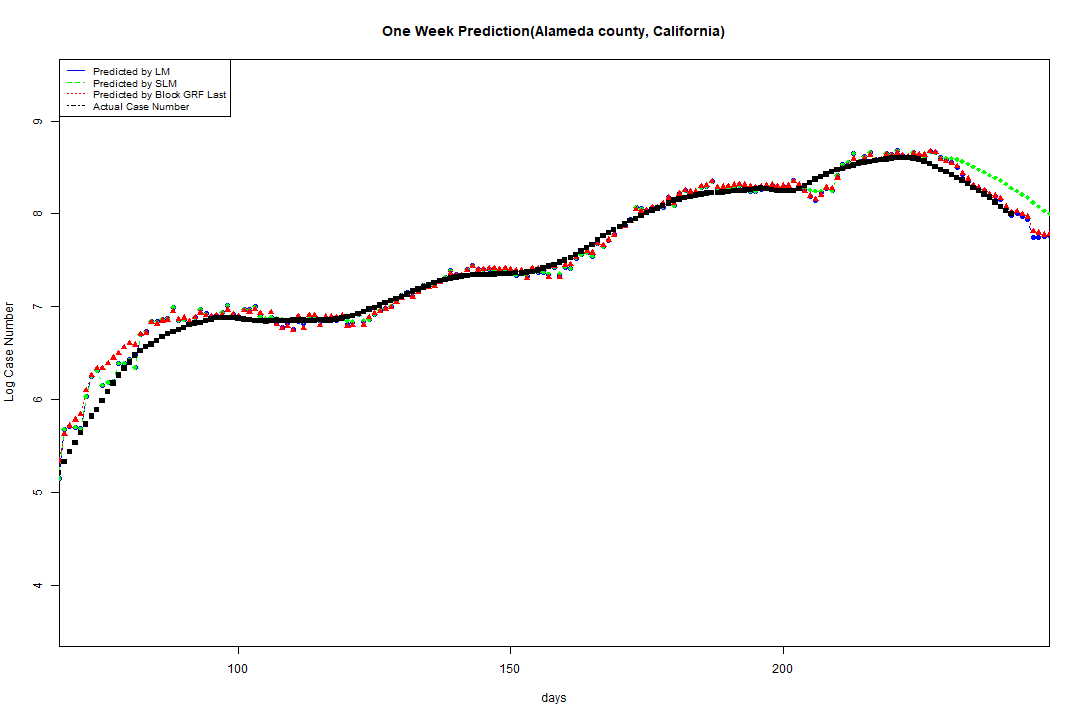 One Week Prediction(Alameda county, California)
Predicted by LM
Predicted by SLM
Predicted by Block GRF Last
Actual Case Number
9
8
7
6
5
4
Log Case Number
100 150 200
days